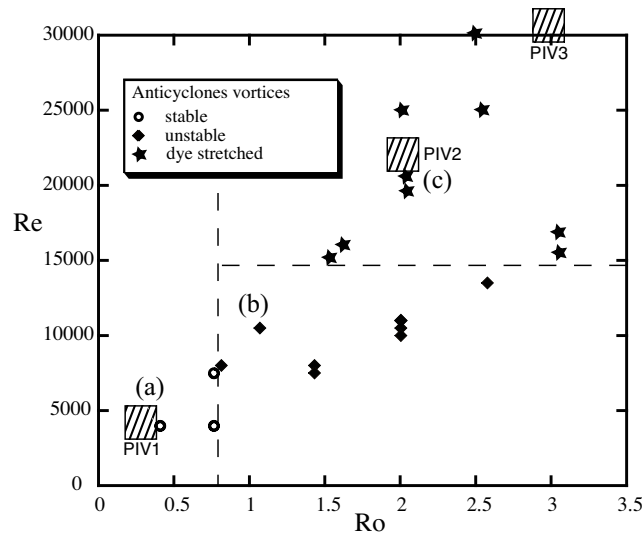 30000
PIV3
Anticyclones vortices
stable
unstable
dye stretched
25000
PIV2
20000
(c)
Re
15000
(b)
10000
(a)
5000
PIV1
0
0 0.5 1 1.5 2 2.5 3 3.5
Ro